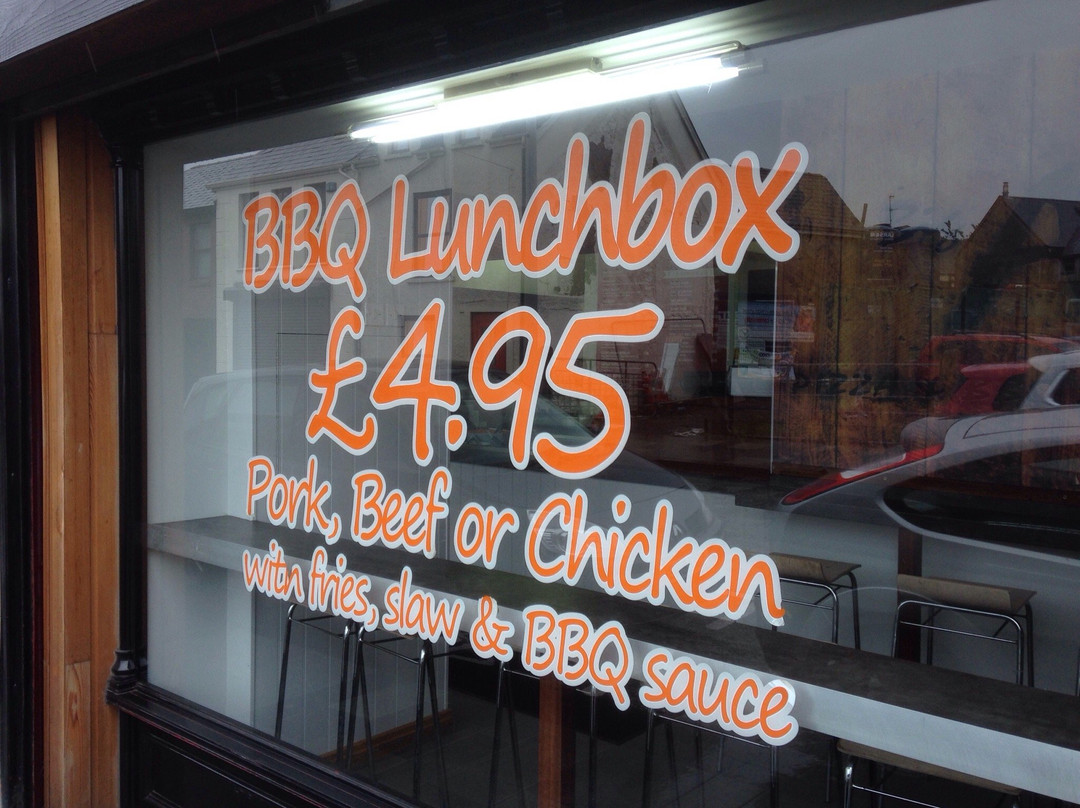 BBQ Lunchbox
£4.95
Pork, Beef or Chicken
with fries, slaw & BBQ sauce